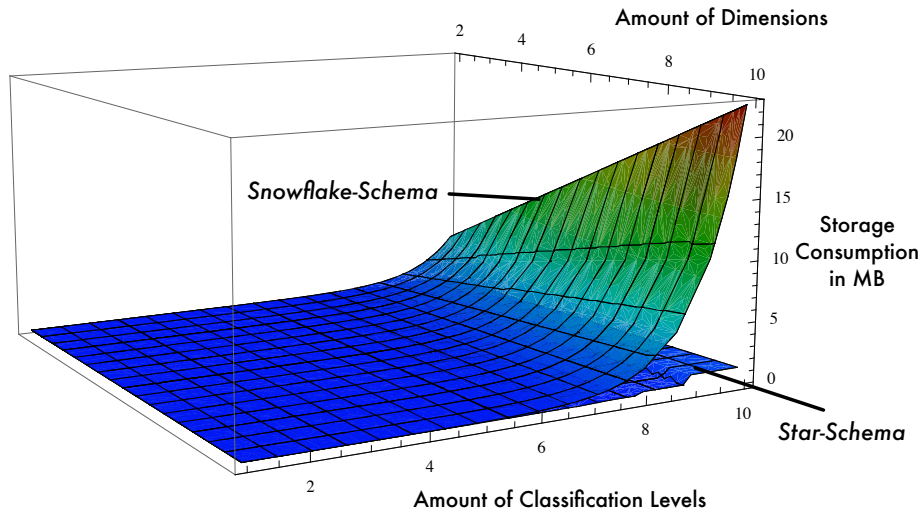 Amount of Dimensions
2
4
6
8
10
Snowflake-Schema
20
15
10
5
0
Storage
Consumption
in MB
Star-Schema
2
4
6
8
10
Amount of Classification Levels